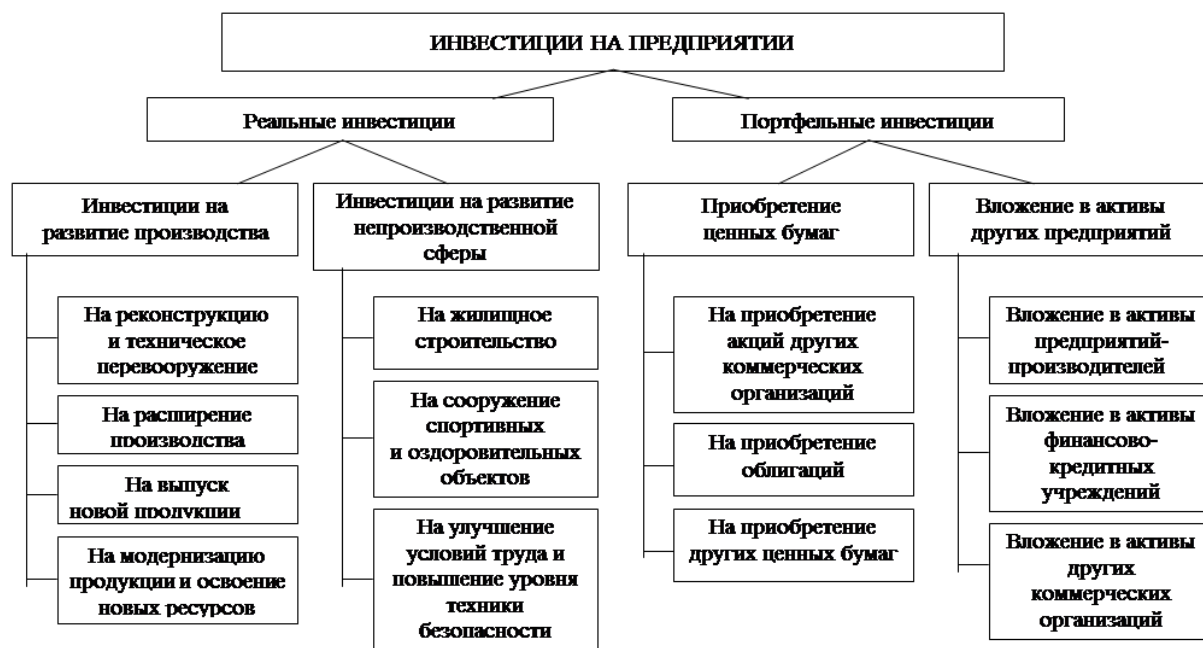 ИНВЕСТИЦИИ НА ПРЕДПРИЯТИИ
Реальные инвестиции
Портфельные инвестиции
Инвестиции на
развитие производства
Инвестиции на развитие
непроизводственной
сферы
Приобретение
ценных бумаг
Вложение в активы
других предприятий
На реконструкцию
и техническое
перевооружение
На расширение
производства
На выпуск
новой продукции
На модернизацию
продукции и освоение
новых ресурсов
На жилищное
строительство
На сооружение
спортивных
и оздоровительных
объектов
На улучшение
условий труда и
повышение уровня
техники
безопасности
На приобретение
акций других
коммерческих
организаций
На приобретение
облигаций
На приобретение
других ценных бумаг
Вложение в активы
предприятий-
производителей
Вложение в активы
финансово-
кредитных
учреждений
Вложение в активы
других
коммерческих
организаций